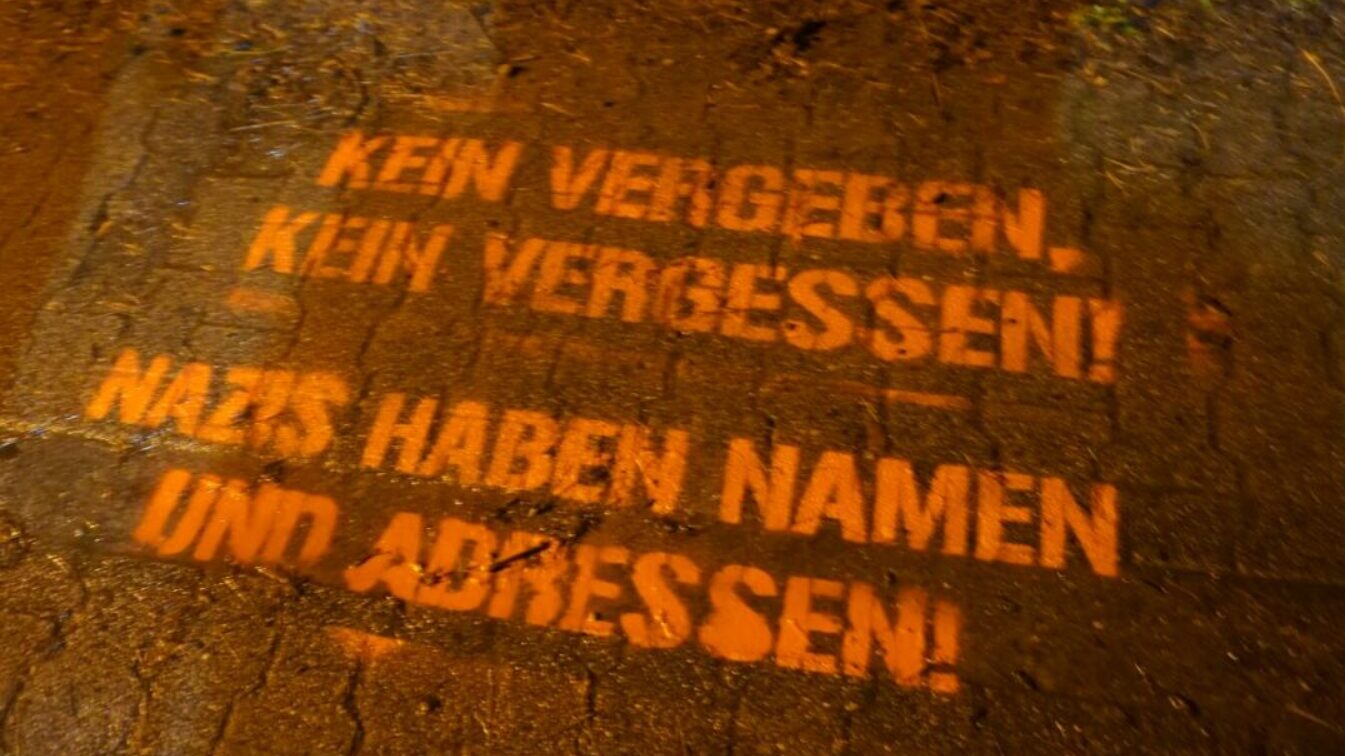 KEIN VERGEBEN,
KEIN VERGESSEN!
NAZIS HABEN NAMEN
UND ADRESSEN!